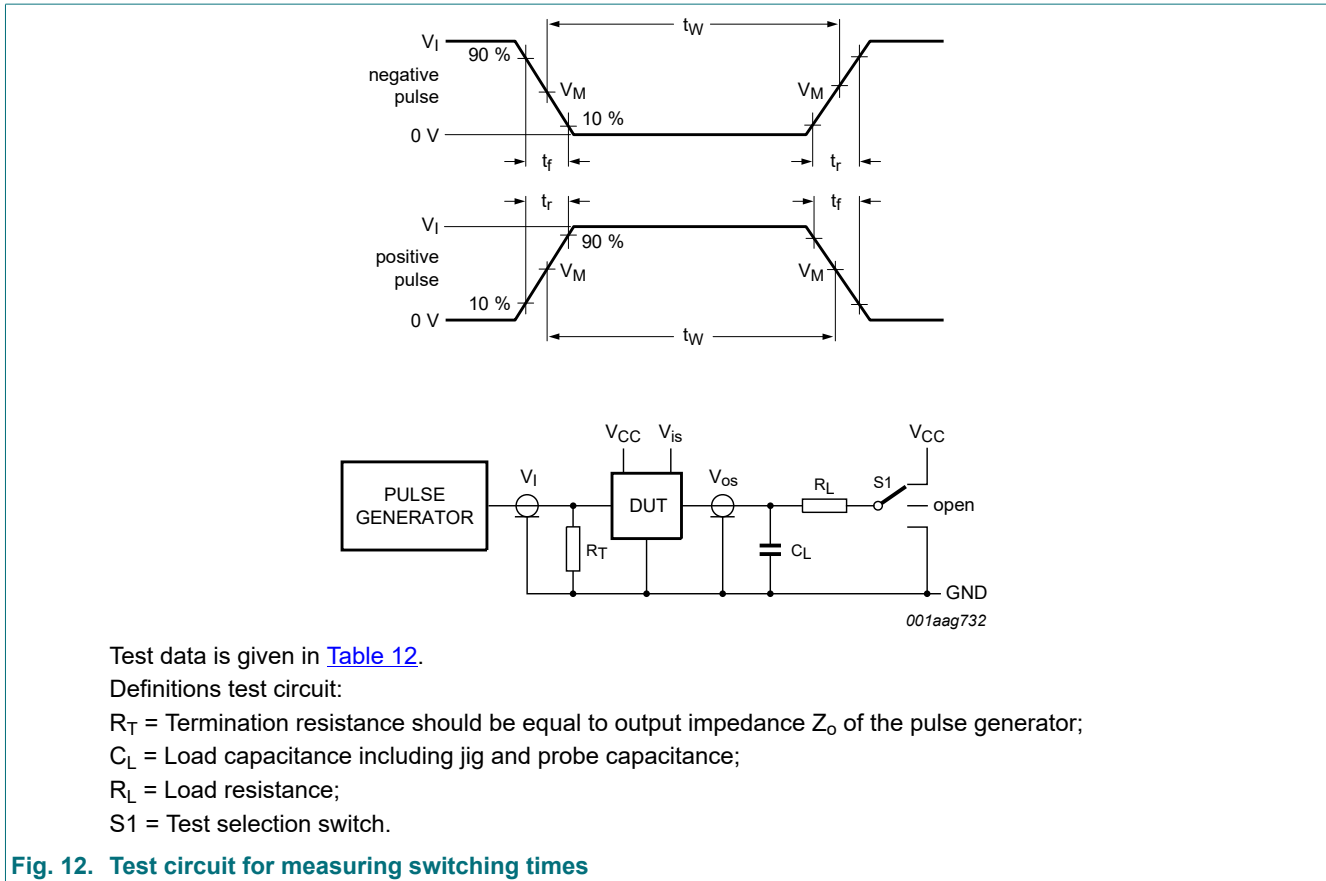 tW
VI
90 %
negative
pulse
VM
VM
10 %
0 V
tf
tr
tr
tf
VI
90 %
positive
pulse
VM
VM
10 %
0 V
tW
VCC
Vis
VCC
VI
Vos
RL
S1
PULSE
GENERATOR
DUT
open
RT
CL
GND
001aag732
Test data is given in Table 12.
Definitions test circuit:
RT = Termination resistance should be equal to output impedance Zo of the pulse generator;
CL = Load capacitance including jig and probe capacitance;
RL = Load resistance;
S1 = Test selection switch.
Fig. 12. Test circuit for measuring switching times